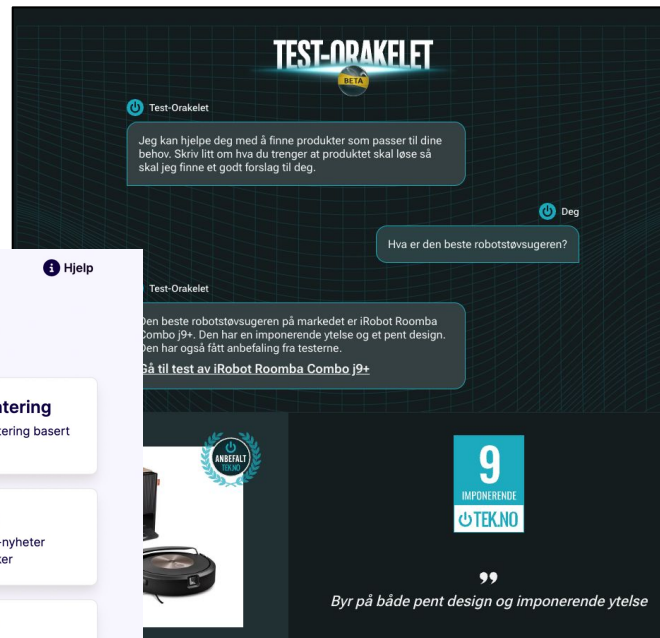 TEST-ORAKELET
BETA
Test-Orakelet
Jeg kan hjelpe deg med å finne produkter som passer til dine
behov. Skriv litt om hva du trenger at produktet skal løse så
skal jeg finne et godt forslag til deg.
Deg
Hva er den beste robotstøvsugeren?
Test-Orakelet
Den beste robotstøvsugeren på markedet er iRobot Roomba
Combo j9+. Den har en imponerende ytelse og et pent design.
Den har også fått anbefaling fra testerne.
Gå til test av iRobot Roomba Combo j9+
ANBEFALT
TEK.NO
9
IMPONERENDE
TEK.NO
Byr på både pent design og imponerende ytelse
Hjelp
basert
-nyheter